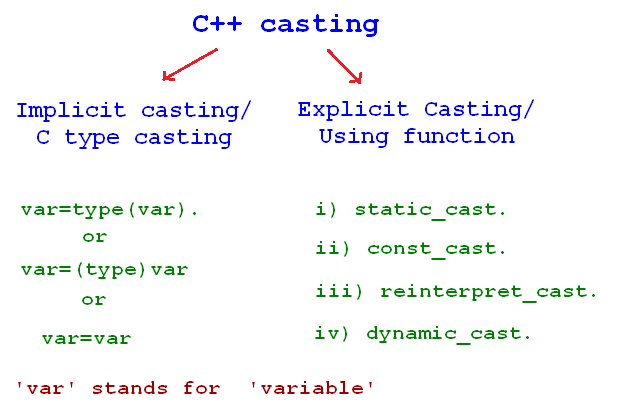 C++ casting
Implicit casting/
C type casting
var=type(var).
or
var=(type)var
or
var=var
Explicit Casting/
Using function
i) static_cast.
ii) const_cast.
iii) reinterpret_cast.
iv) dynamic_cast.
'var' stands for 'variable'